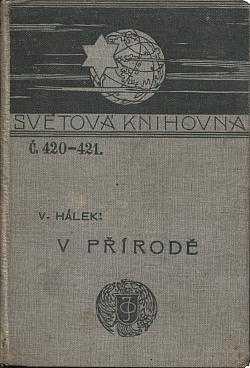 SVĚTOVÁ KNIHOVNA
Č. 420-421.
V. HÁLEK:
V PŘÍRODĚ